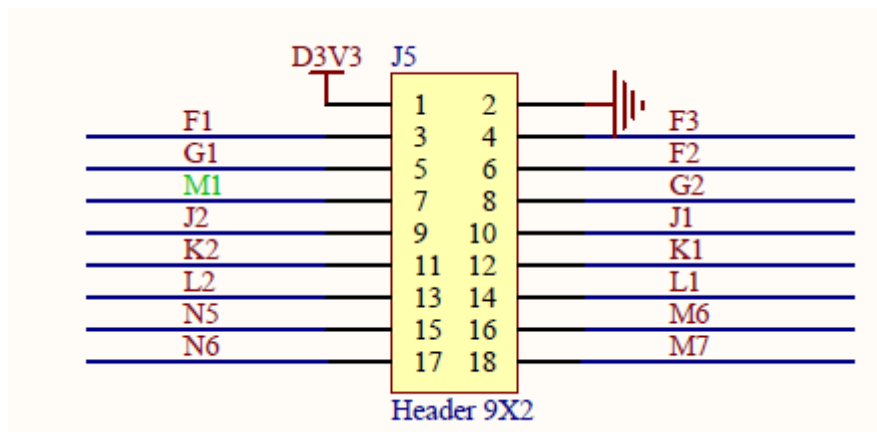 D3V3 J5
1 2
F1 3 4 F3
G1 5 6 F2
M1 7 8 G2
J2 9 10 J1
K2 11 12 K1
L2 13 14 L1
N5 15 16 M6
N6 17 18 M7
Header 9X2